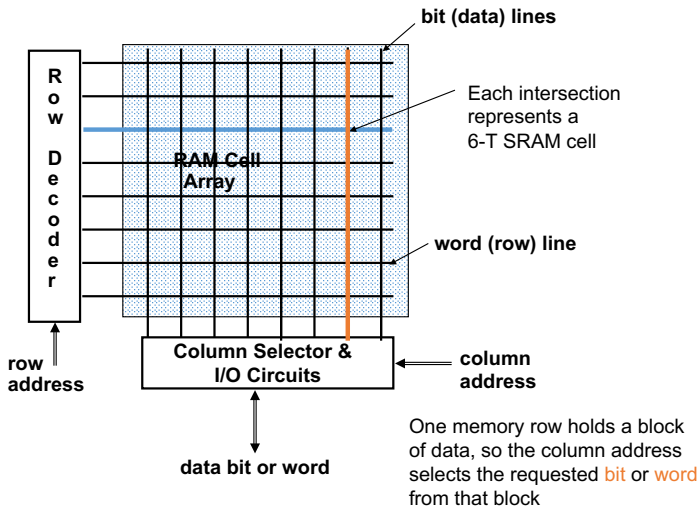 bit (data) lines
Row Decoder
Each intersection
represents a
6-T SRAM cell
RAM Cell
Array
word (row) line
row
address
Column Selector &
I/O Circuits
column
address
data bit or word
One memory row holds a block
of data, so the column address
selects the requested bit or word
from that block